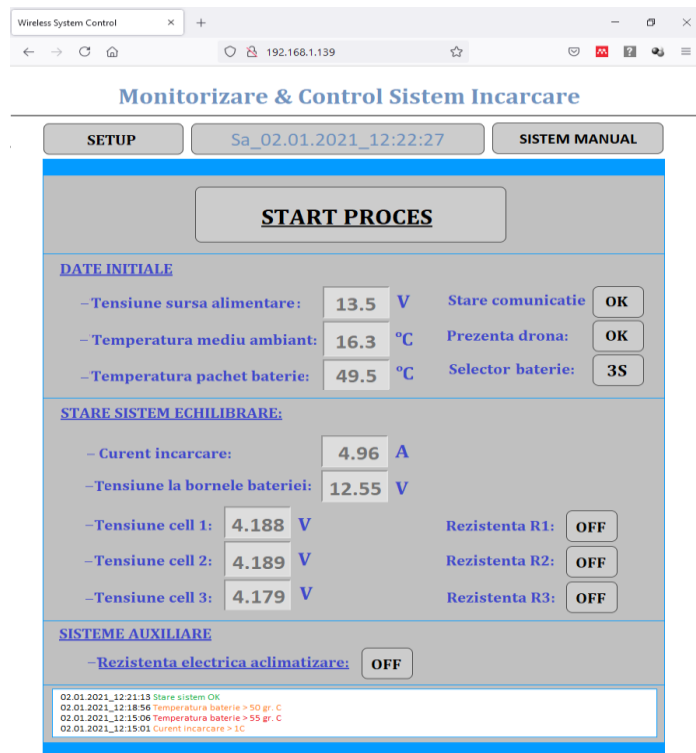 Wireless System Control
192.168.1.139
Monitorizare & Control Sistem Incarcare
SETUP
Sa_02.01.2021_12:22:27
SISTEM MANUAL
START PROCES
DATE INITIALE
–Tensiune sursa alimentare: 13.5 V Stare comunicatie OK
–Temperatura mediu ambiant: 16.3 °C Prezenta drona: OK
–Temperatura pachet baterie: 49.5 °C Selector baterie: 3S
STARE SISTEM ECHILIBRARE:
– Curent incarcare: 4.96 A
–Tensiune la bornele bateriei: 12.55 V
–Tensiune cell 1: 4.188 V Rezistenta R1: OFF
–Tensiune cell 2: 4.189 V Rezistenta R2: OFF
–Tensiune cell 3: 4.179 V Rezistenta R3: OFF
SISTEME AUXILIARE
–Rezistenta electrica aclimatizare: OFF
02.01.2021_12:21:13 Stare sistem OK
02.01.2021_12:18:56 Temperatura baterie > 50 gr. C
02.01.2021_12:15:06 Temperatura baterie > 55 gr. C
02.01.2021_12:15:01 Curent incarcare > 1C